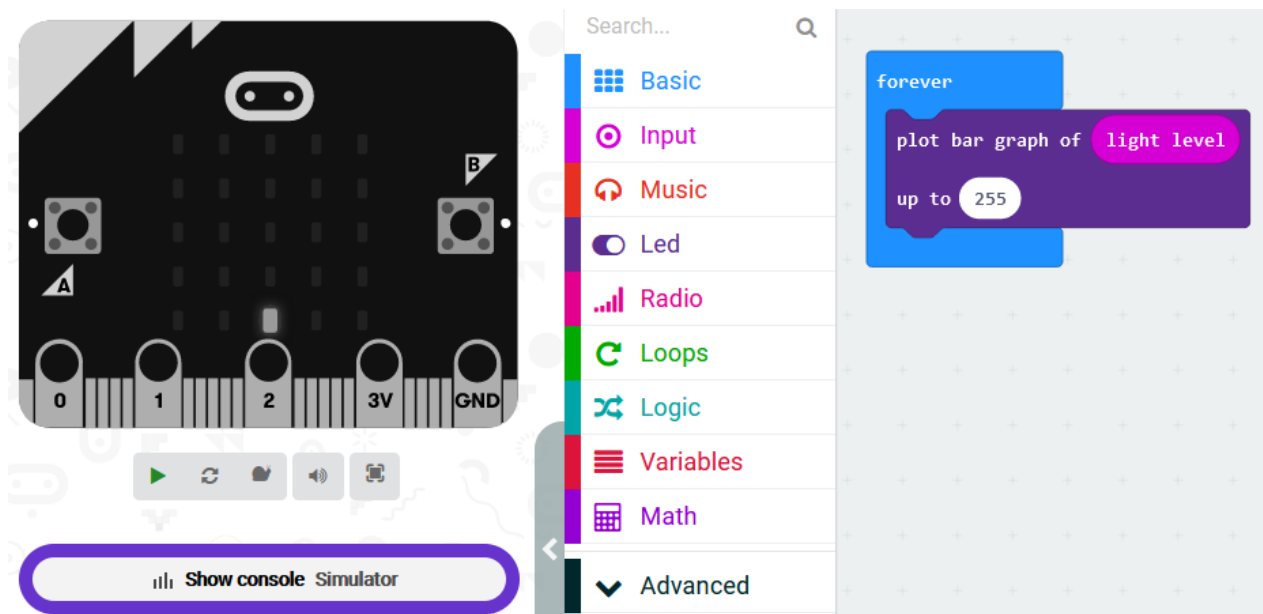 B
A
0 1 2 3V GND
Show console Simulator
Search...
Basic
Input
Music
Led
Radio
Loops
Logic
Variables
Math
Advanced
forever
plot bar graph of light level
up to 255